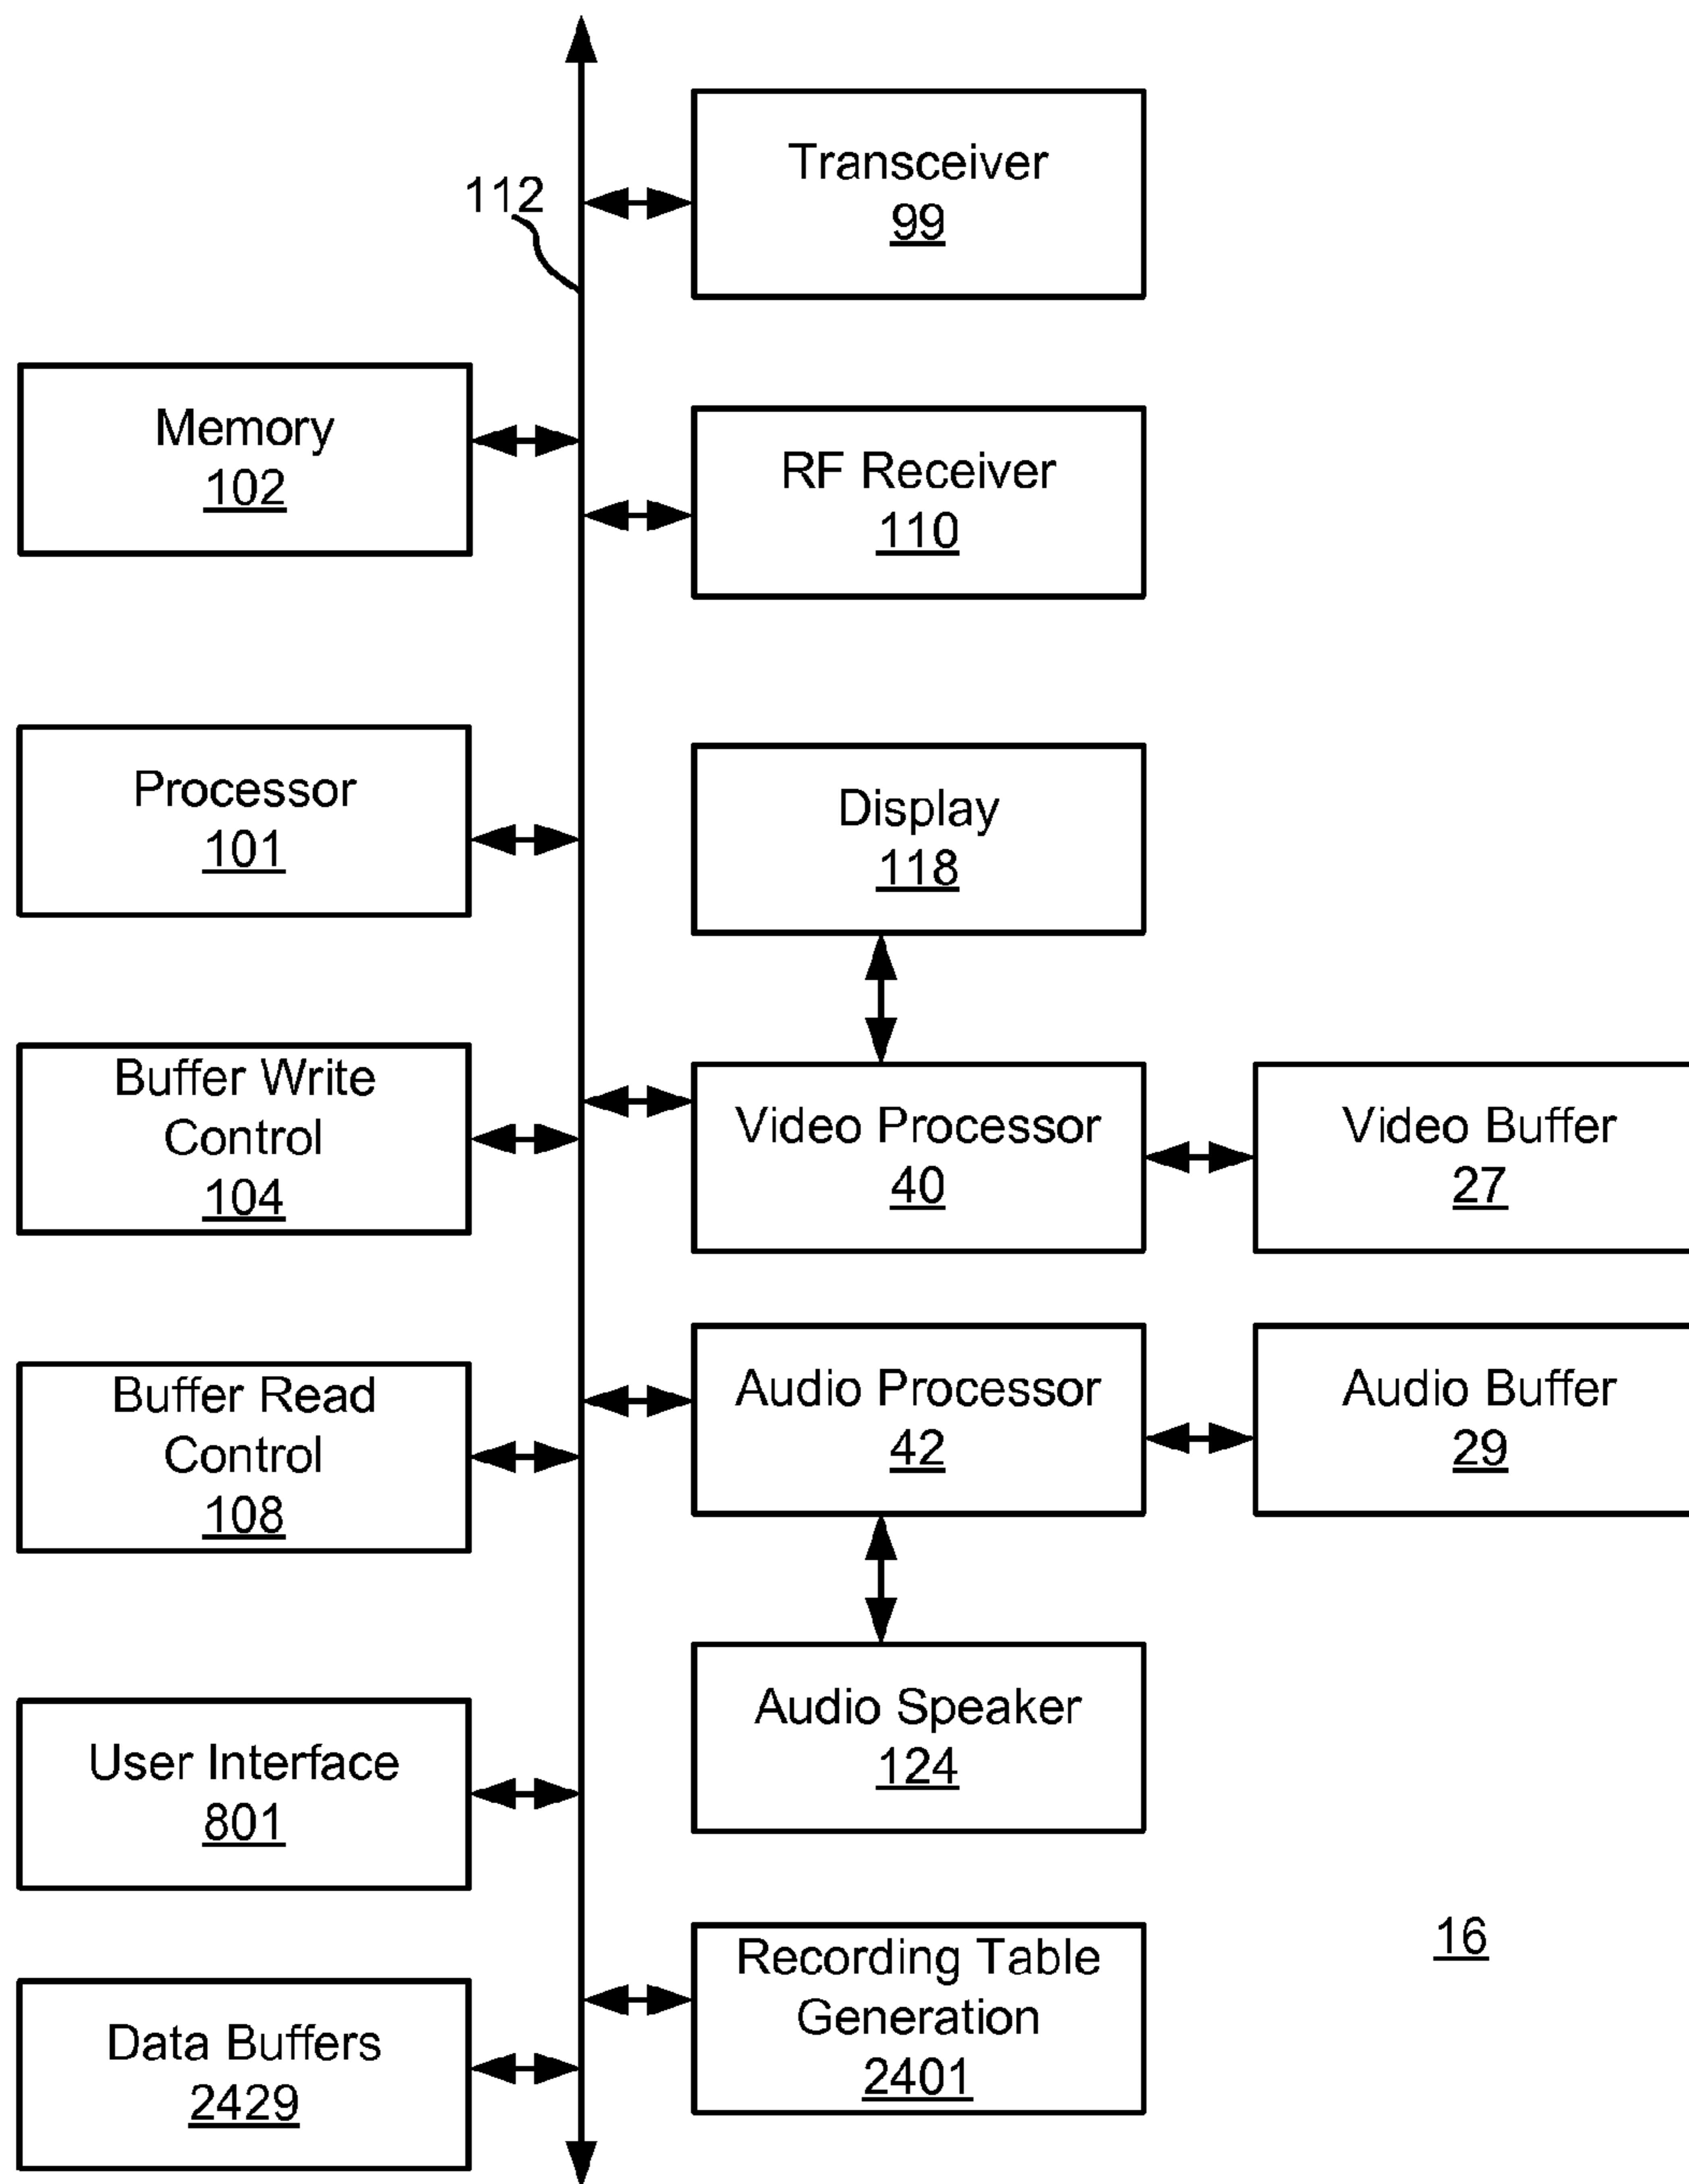 Transceiver
99
112
Memory
102
RF Receiver
110
Processor
101
Display
118
Buffer Write
Control
104
Video Processor
40
Video Buffer
27
Buffer Read
Control
108
Audio Processor
42
Audio Buffer
29
User Interface
801
Audio Speaker
124
Data Buffers
2429
Recording Table
Generation
2401
16